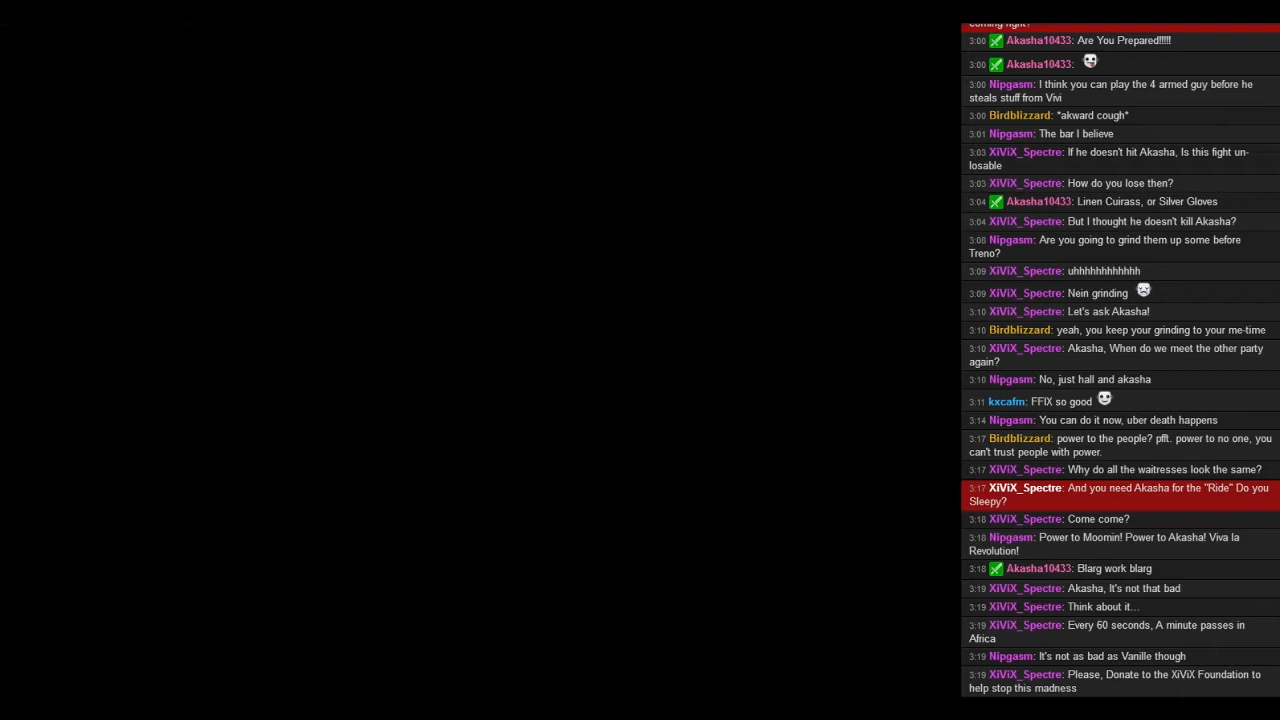 coming right?
3:00 Akasha10433: Are You Prepared!!!!!
3:00 Akasha10433:
3:00 Nipgasm: I think you can play the 4 armed guy before he
steals stuff from Vivi
3:00 Birdblizzard: *akward cough*
3:01 Nipgasm: The bar I believe
3:03 XiViX_Spectre: If he doesn't hit Akasha, Is this fight un-
losable
3:03 XiViX_Spectre: How do you lose then?
3:04 Akasha10433: Linen Cuirass, or Silver Gloves
3:04 XiViX_Spectre: But I thought he doesn't kill Akasha?
3:08 Nipgasm: Are you going to grind them up some before
Treno?
3:09 XiViX_Spectre: uhhhhhhhhhhhh
3:09 XiViX_Spectre: Nein grinding
3:10 XiViX_Spectre: Let's ask Akasha!
3:10 Birdblizzard: yeah, you keep your grinding to your me-time
3:10 XiViX_Spectre: Akasha, When do we meet the other party
again?
3:10 Nipgasm: No, just hall and akasha
3:11 kxcafm: FFIX so good
3:14 Nipgasm: You can do it now, uber death happens
3:17 Birdblizzard: power to the people? pfft. power to no one, you
can't trust people with power.
3:17 XiViX_Spectre: Why do all the waitresses look the same?
3:17 XiViX_Spectre: And you need Akasha for the "Ride" Do you
Sleepy?
3:18 XiViX_Spectre: Come come?
3:18 Nipgasm: Power to Moomin! Power to Akasha! Viva la
Revolution!
3:18 Akasha10433: Blarg work blarg
3:19 XiViX_Spectre: Akasha, It's not that bad
3:19 XiViX_Spectre: Think about it...
3:19 XiViX_Spectre: Every 60 seconds, A minute passes in
Africa
3:19 Nipgasm: It's not as bad as Vanille though
3:19 XiViX_Spectre: Please, Donate to the XiViX Foundation to
help stop this madness